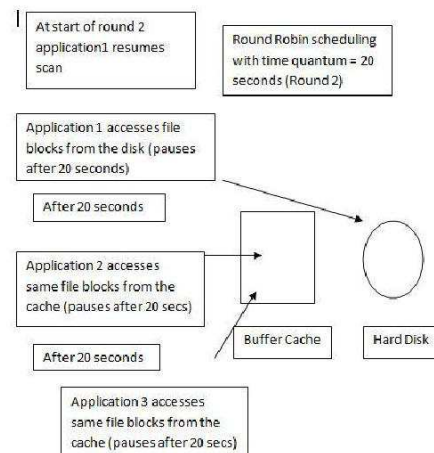 At start of round 2
application1 resumes
scan
Round Robin scheduling
with time quantum = 20
seconds (Round 2)
Application 1 accesses file
blocks from the disk (pauses
after 20 seconds)
After 20 seconds
Application 2 accesses
same file blocks from the
cache (pauses after 20 secs)
Buffer Cache
Hard Disk
After 20 seconds
Application 3 accesses
same file blocks from the
cache (pauses after 20 secs)